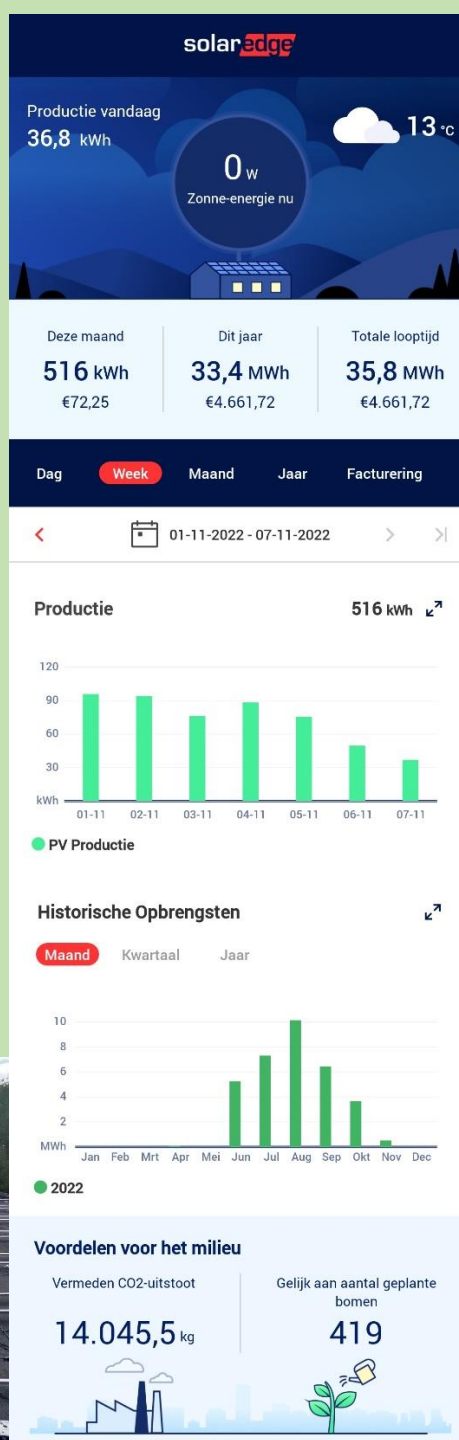 solaredge
Productie vandaag
36,8 kWh
13 °C
0 W
Zonne-energie nu
Deze maand
516 kWh
€72,25
Dit jaar
33,4 MWh
€4.661,72
Totale looptijd
35,8 MWh
€4.661,72
Dag Week Maand Jaar Facturering
01-11-2022 - 07-11-2022
Productie 516 kWh
120
90
60
30
kWh
01-11 02-11 03-11 04-11 05-11 06-11 07-11
PV Productie
Historische Opbrengsten
Maand Kwartaal Jaar
10
8
6
4
2
MWh
Jan Feb Mrt Apr Mei Jun Jul Aug Sep Okt Nov Dec
2022
Voordelen voor het milieu
Vermeden CO2-uitstoot
14.045,5 kg
Gelijk aan aantal geplante
bomen
419